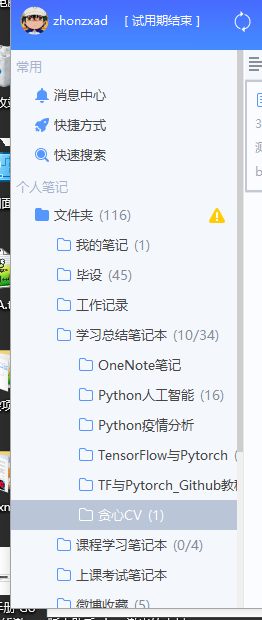 zhonzxad [ 试用期结束 ]
常用
消息中心
快捷方式
快速搜索
个人笔记
文件夹 (116)
我的笔记 (1)
毕设 (45)
工作记录
学习总结笔记本 (10/34)
OneNote笔记
Python人工智能 (16)
Python疫情分析
TensorFlow与Pytorch (
TF与Pytorch_Github教
贪心CV (1)
课程学习笔记本 (0/4)
上课考试笔记本
微博收藏 (5)
3
测
b